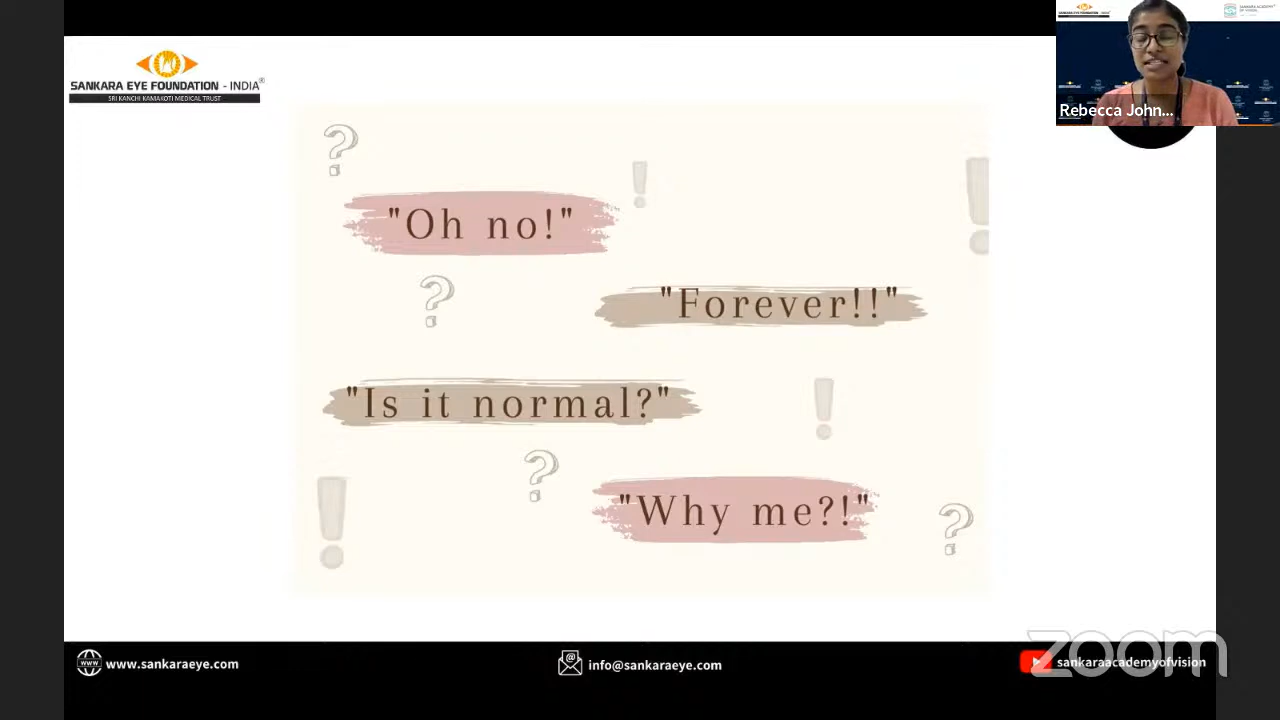 SANKARA EYE FOUNDATION - INDIA®
SRI KANCHI KAMAKOTI MEDICAL TRUST
Rebecca John...
"Oh no!"
"Forever!!"
"Is it normal?"
"Why me?!"
www.sankaraeye.com
info@sankaraeye.com
sankaraacademyofvision
zoom